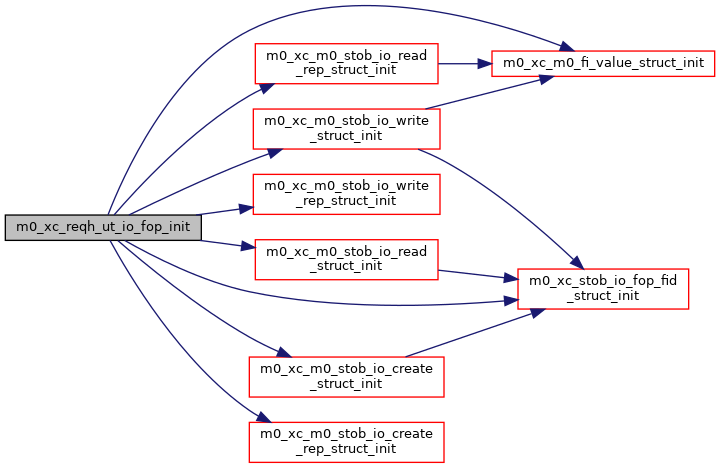 m0_xc_m0_stob_io_read
_rep_struct_init
m0_xc_m0_fi_value_struct_init
m0_xc_m0_stob_io_write
_struct_init
m0_xc_m0_stob_io_write
_rep_struct_init
m0_xc_reqh_ut_io_fop_init
m0_xc_m0_stob_io_read
_struct_init
m0_xc_stob_io_fop_fid
_struct_init
m0_xc_m0_stob_io_create
_struct_init
m0_xc_m0_stob_io_create
_rep_struct_init